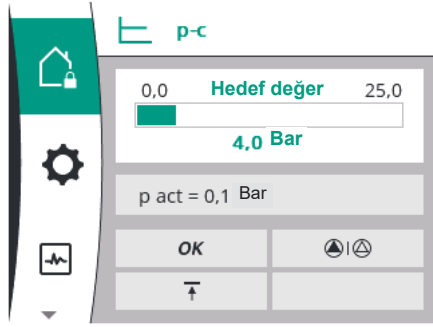 p-c
0,0 Hedef değer 25,0
4,0 Bar
p act = 0,1 Bar
OK